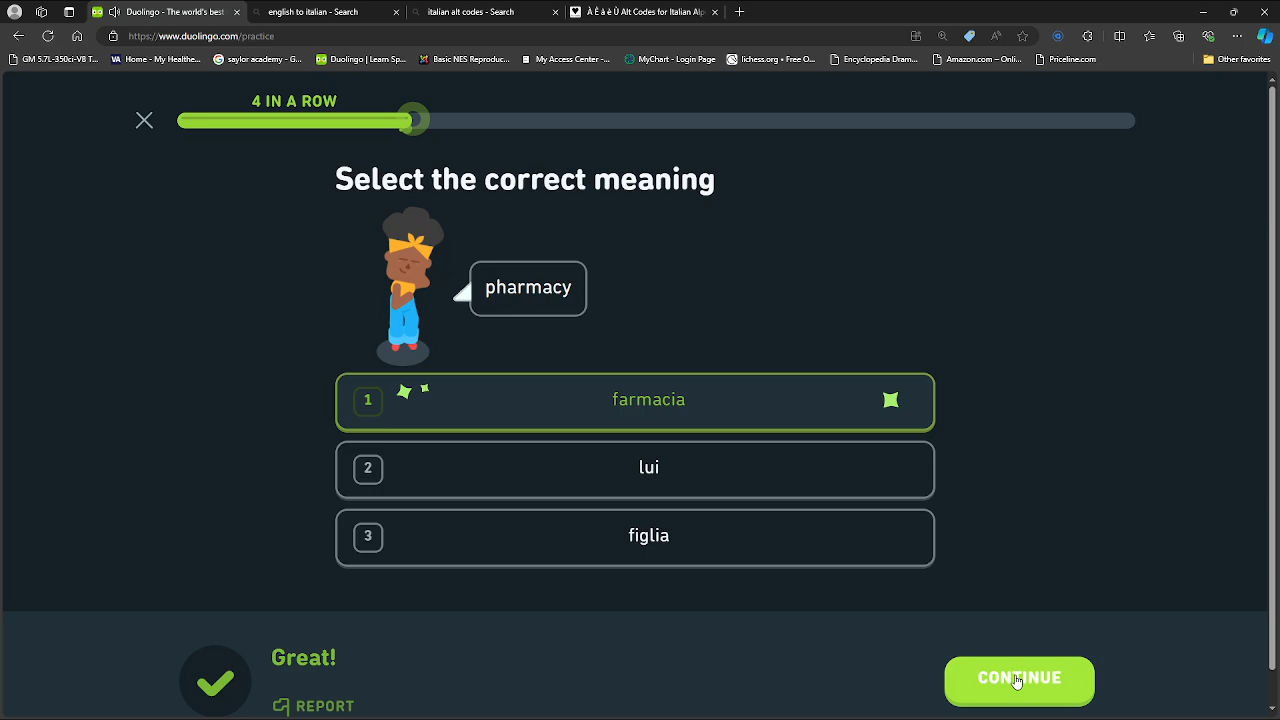 Duolingo - The world's best
english to italian - Search
italian alt codes - Search
À È à è Ù Alt Codes for Italian Alp
https://www.duolingo.com/practice
GM 5.7L-350ci-V8 T...
Home - My Healthe...
saylor academy - G...
Duolingo | Learn Sp...
Basic NES Reproduc...
My Access Center -...
MyChart - Login Page
lichess.org • Free O...
Encyclopedia Dram...
Amazon.com - Onli...
Priceline.com
Other favorites
4 IN A ROW
Select the correct meaning
pharmacy
1 farmacia
2 lui
3 figlia
Great!
REPORT
CONTINUE